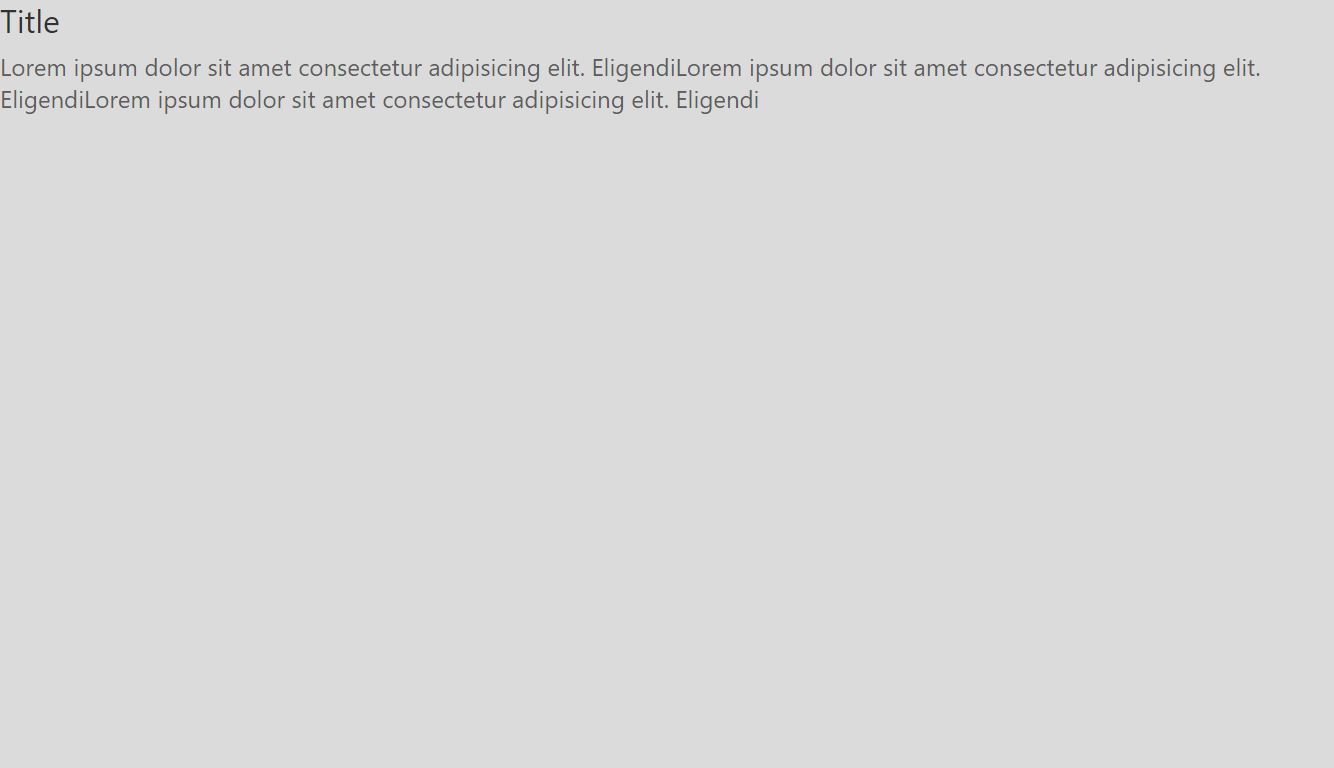 Title
Lorem ipsum dolor sit amet consectetur adipisicing elit. EligendiLorem ipsum dolor sit amet consectetur adipisicing elit.
EligendiLorem ipsum dolor sit amet consectetur adipisicing elit. Eligendi